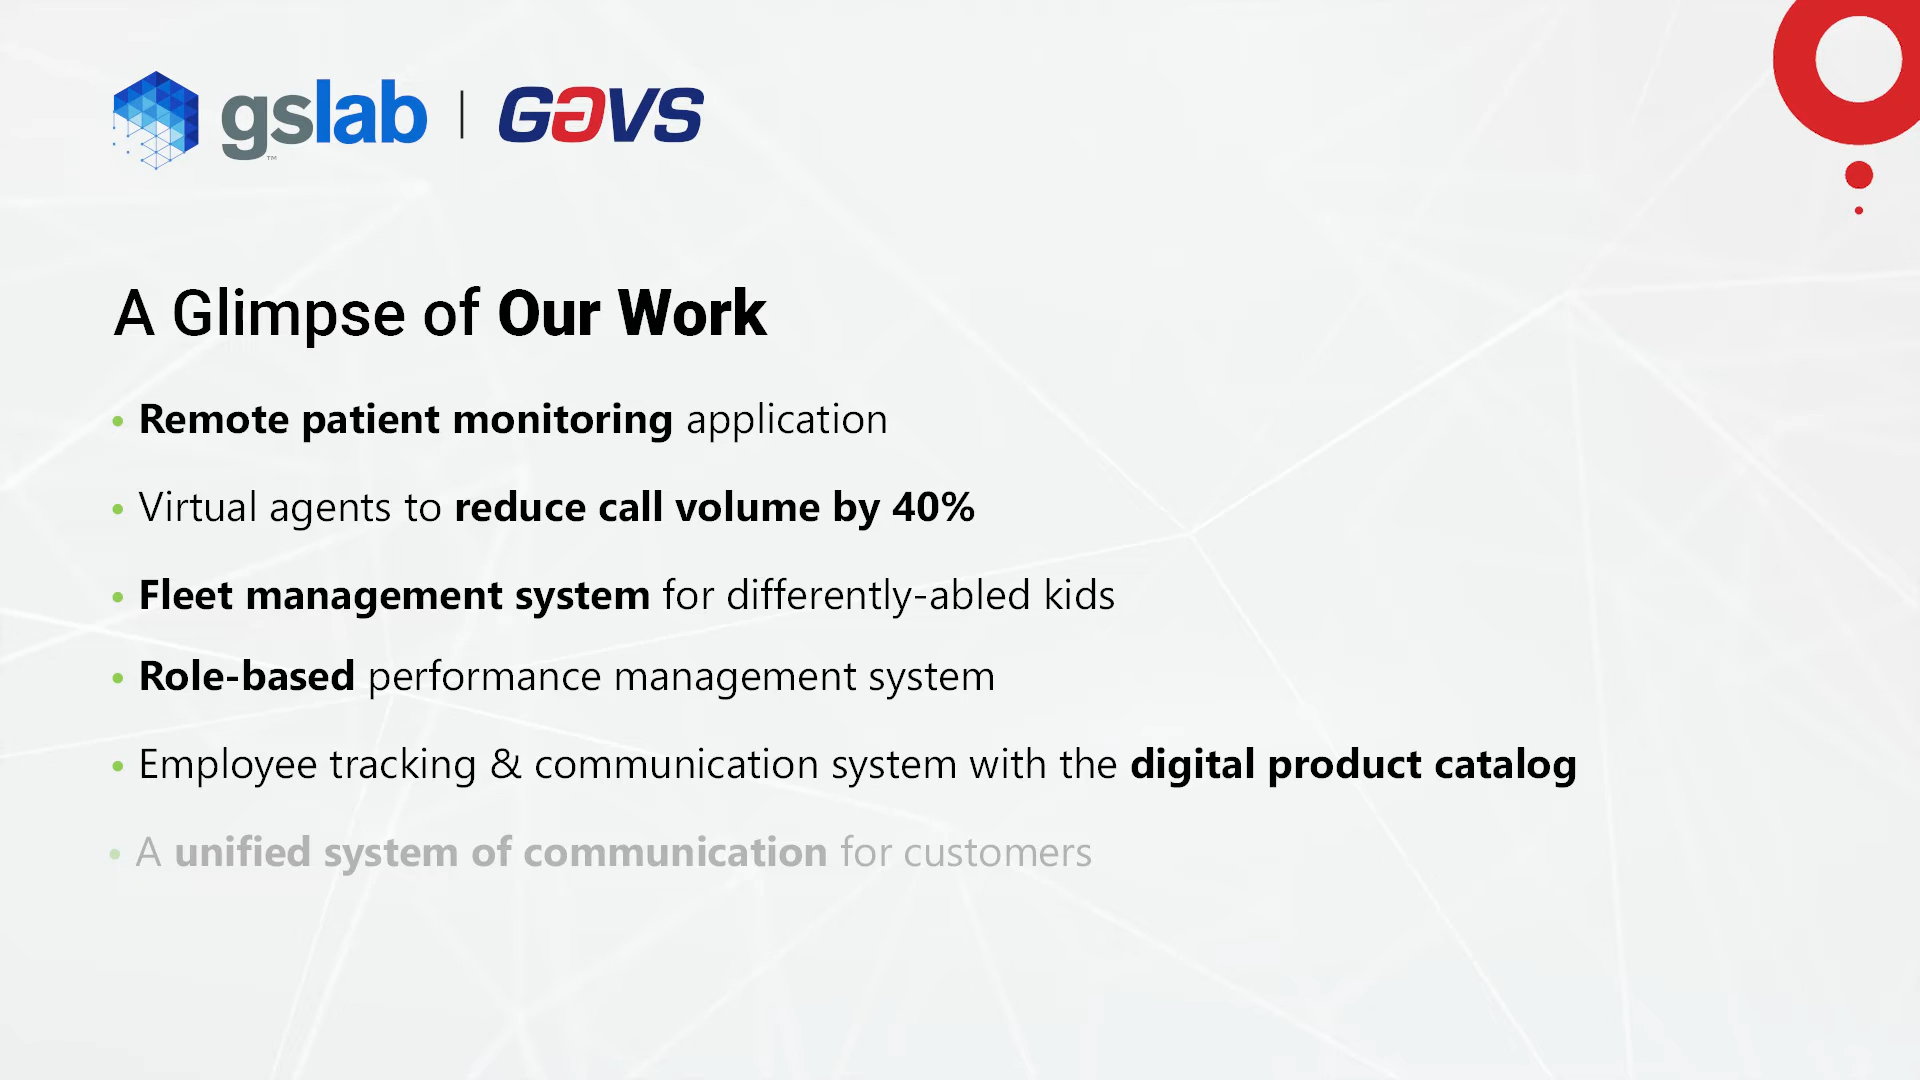 gslab | GAVS
TM
A Glimpse of Our Work
• Remote patient monitoring application
• Virtual agents to reduce call volume by 40%
• Fleet management system for differently-abled kids
• Role-based performance management system
• Employee tracking & communication system with the digital product catalog
• A unified system of communication for customers